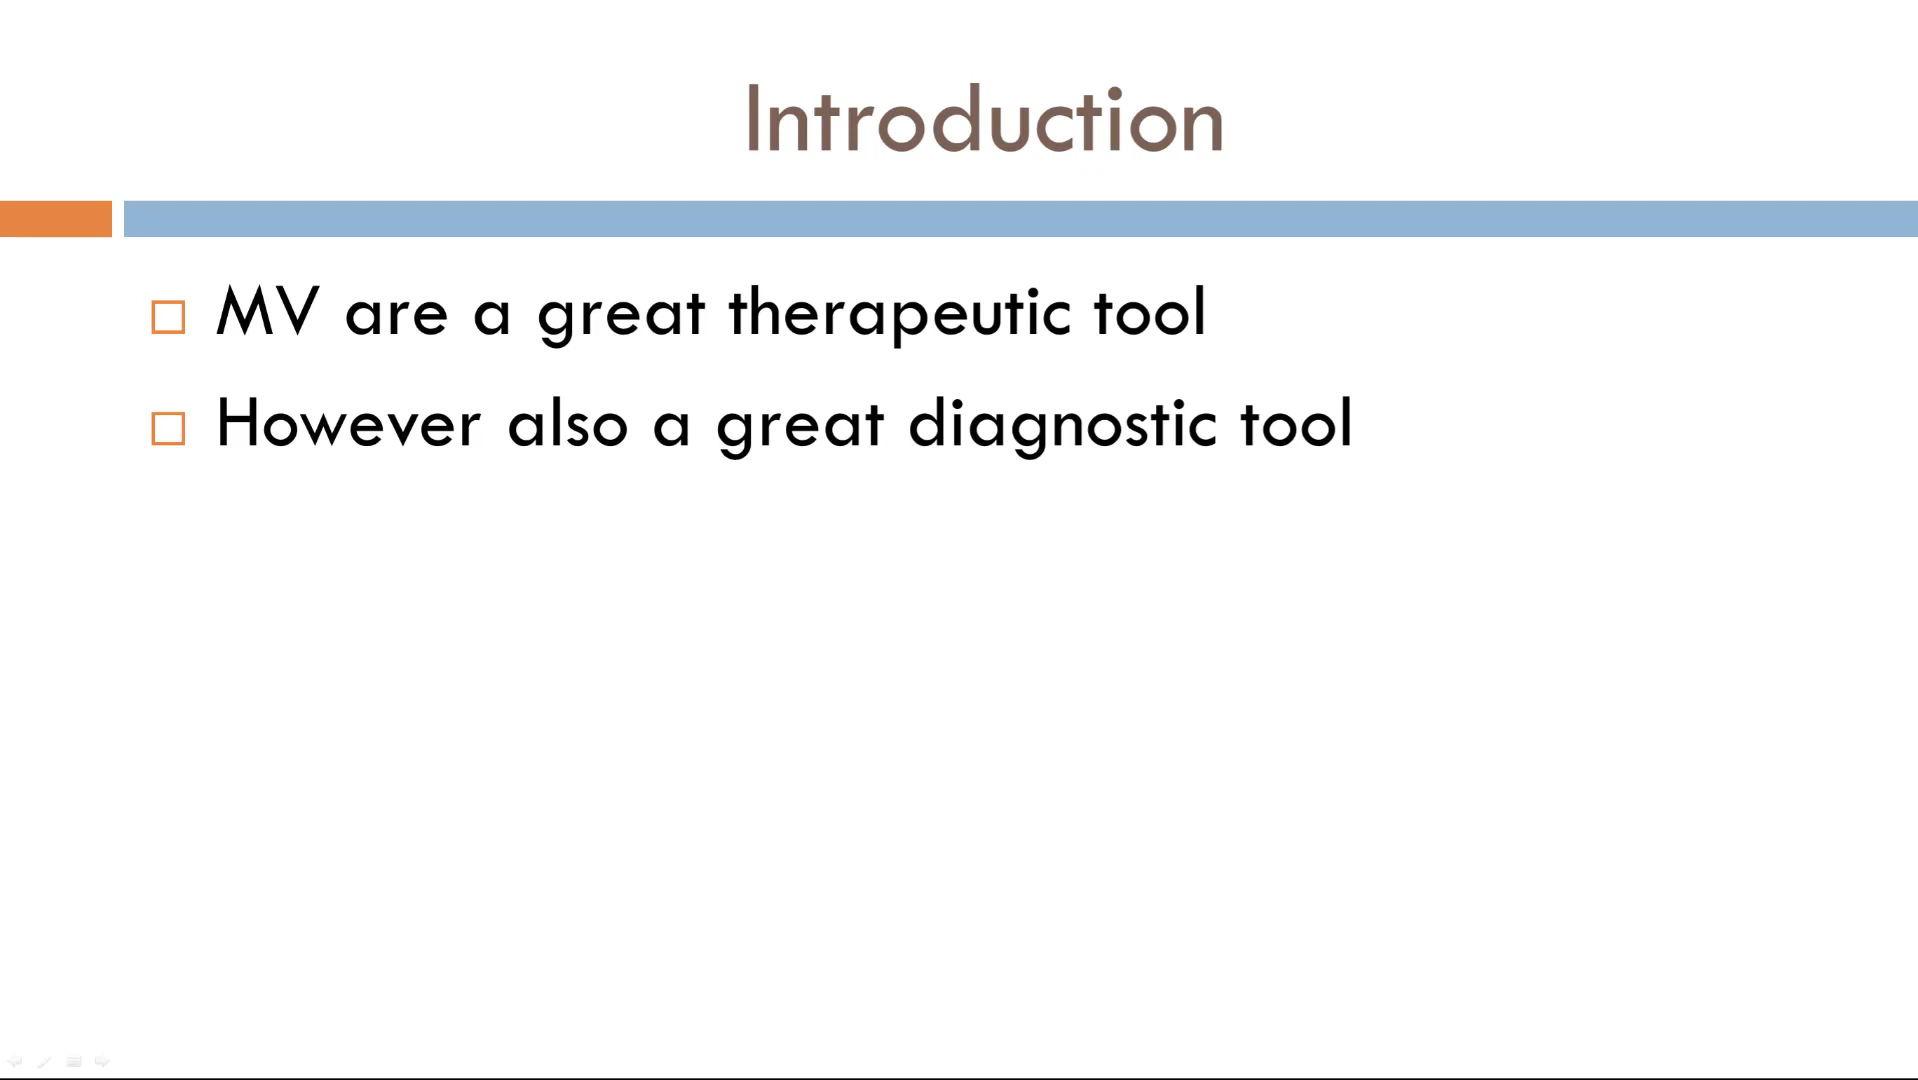 Introduction
MV are a great therapeutic tool
However also a great diagnostic tool